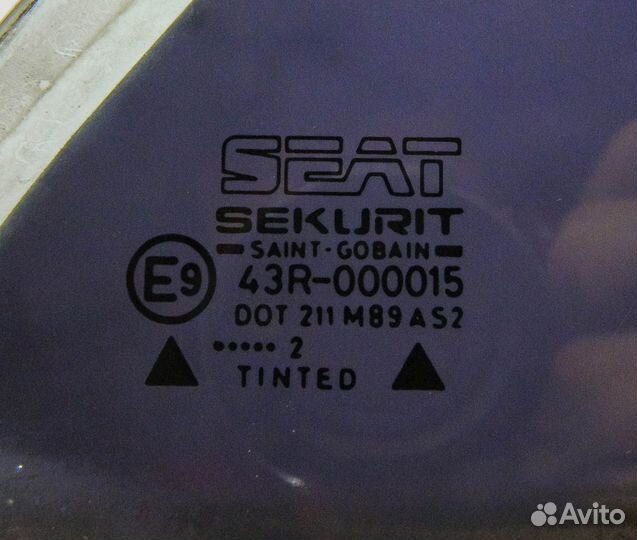 SEAT
SEKURIT
SAINT-GOBAIN
E9 43R-000015
DOT 211 M89 AS2
..... 2
TINTED
Avito